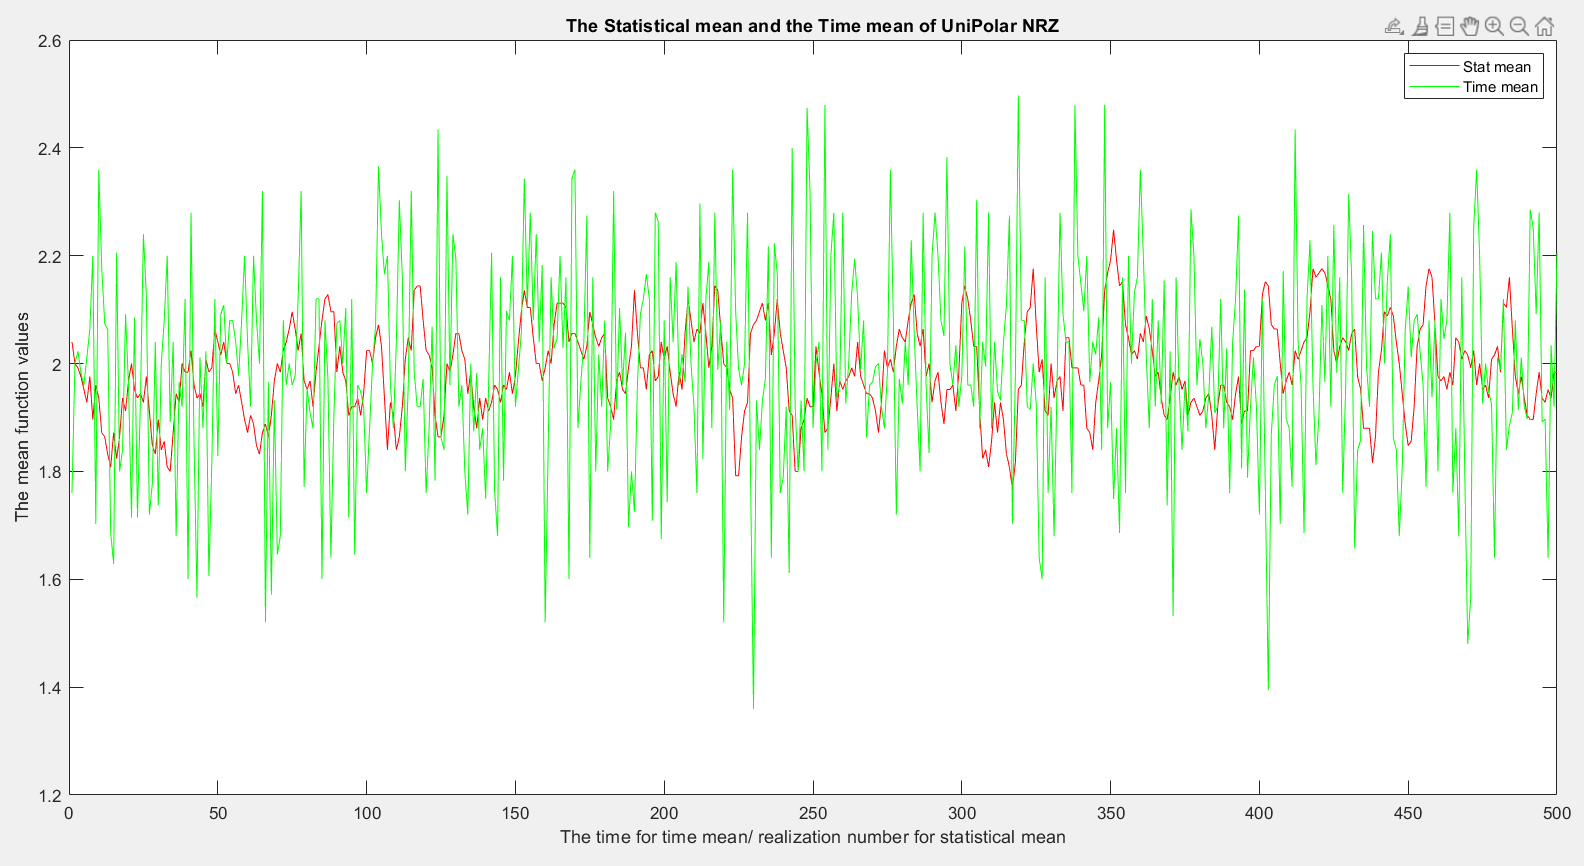 The Statistical mean and the Time mean of UniPolar NRZ
2.6
2.4
2.2
2
1.8
1.6
1.4
1.2
The mean function values
Stat mean
Time mean
0 50 100 150 200 250 300 350 400 450 500
The time for time mean/ realization number for statistical mean